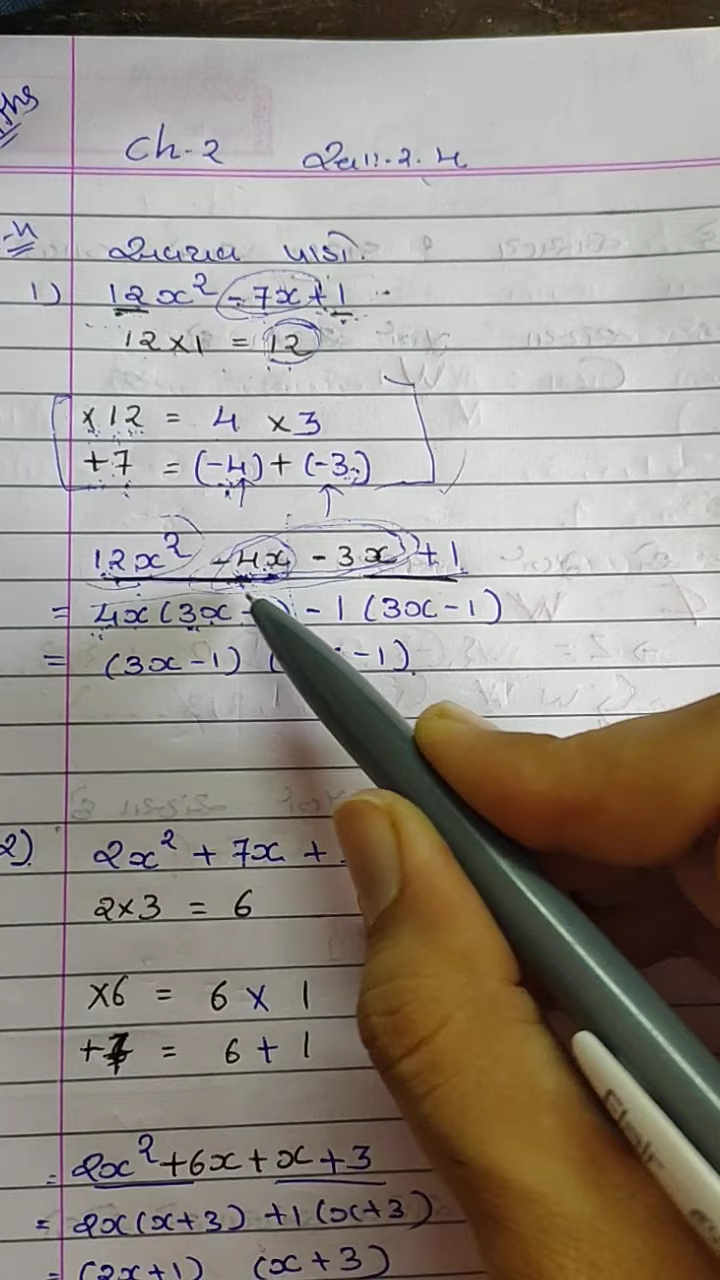 ths
Ch-2 સ્વા. 2.4
અવયવ પાડો.
1) 12x² - 7x + 1
12 x 1 = 12
x 12 = 4 x 3
+7 = (-4) + (-3)
12x² - 4x - 3x + 1
= 4x (3x - 1 (3x - 1)
= (3x - 1) - 1)
2) 2x² + 7x +
2 x 3 = 6
x6 = 6 x 1
+7 = 6 + 1
= 2x² + 6x + x + 3
= 2x (x + 3) + 1 (x + 3)
= (2x + 1) (x + 3)
Flair